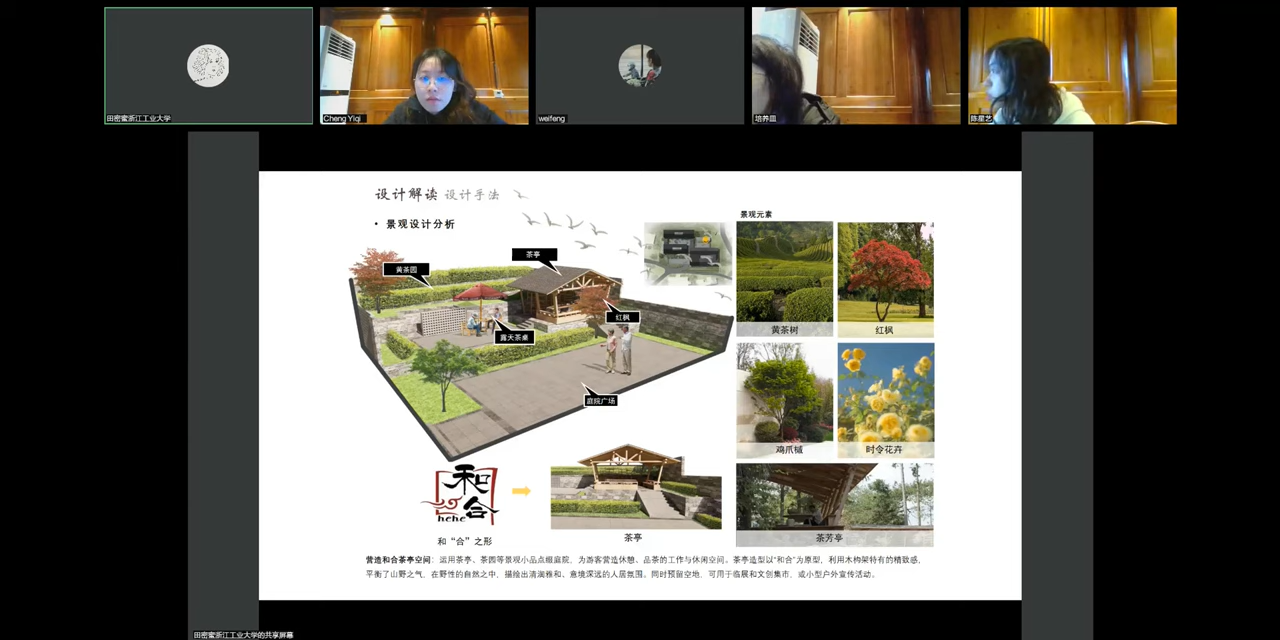 田密蜜浙江工业大学
Cheng Yiqi
weifeng
培养皿
陈星艺
设计解读 设计手法
• 景观设计分析
景观元素
茶亭
黄茶园
红枫
露天茶桌
庭院广场
黄茶树
红枫
鸡爪槭
时令花卉
和合
hehe
和“合”之形
茶亭
茶芳亭
营造和合茶亭空间：运用茶亭、茶园等景观小品点缀庭院，为游客营造休憩、品茶的工作与休闲空间。茶亭造型以“和合”为原型，利用木构架特有的精致感，
平衡了山野之气，在野性的自然之中，描绘出清润雅和、意境深远的人居氛围。同时预留空地，可用于临展和文创集市，或小型户外宣传活动。
田密蜜浙江工业大学的共享屏幕